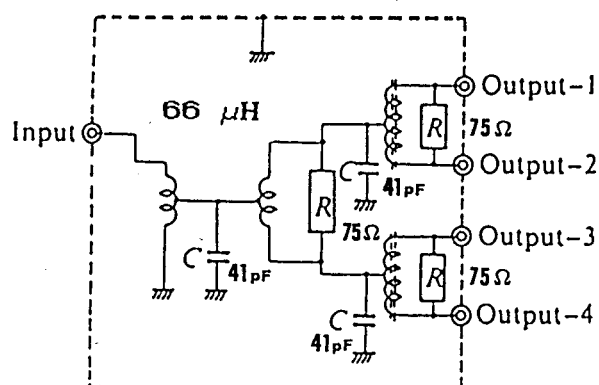 66 μH
Input
Output-1
R 75Ω
Output-2
C 41pF
R 75Ω
C 41pF
Output-3
R 75Ω
Output-4
C 41pF